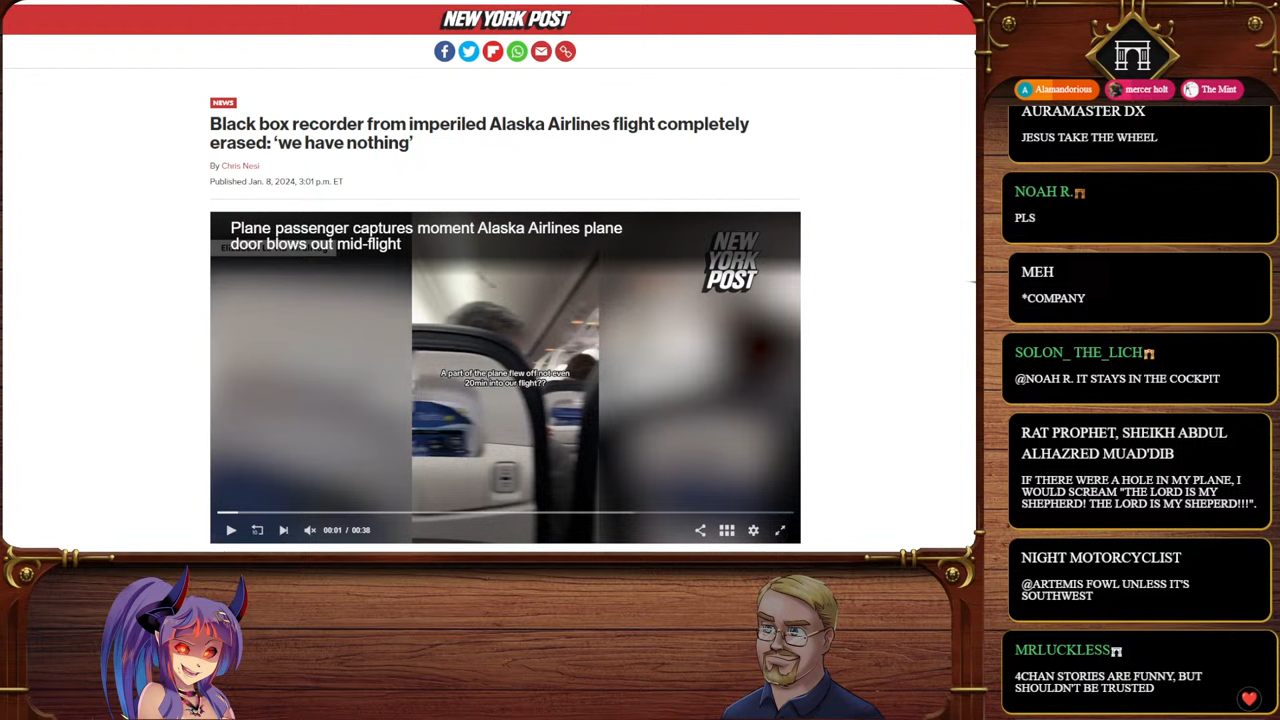 NEW YORK POST
NEWS
Black box recorder from imperiled Alaska Airlines flight completely
erased: ‘we have nothing’
By Chris Nesi
Published Jan. 8, 2024, 3:01 p.m. ET
Plane passenger captures moment Alaska Airlines plane
door blows out mid-flight
NEW
YORK
POST
A part of the plane flew off not even
20min into our flight??
00:01 / 00:38
A Alamandorious
mercer holt
The Mint
AURAMASTER DX
JESUS TAKE THE WHEEL
NOAH R.
PLS
MEH
*COMPANY
SOLON_ THE_LICH
@NOAH R. IT STAYS IN THE COCKPIT
RAT PROPHET, SHEIKH ABDUL
ALHAZRED MUAD'DIB
IF THERE WERE A HOLE IN MY PLANE, I
WOULD SCREAM "THE LORD IS MY
SHEPHERD! THE LORD IS MY SHEPERD!!!".
NIGHT MOTORCYCLIST
@ARTEMIS FOWL UNLESS IT'S
SOUTHWEST
MRLUCKLESS
4CHAN STORIES ARE FUNNY, BUT
SHOULDN'T BE TRUSTED